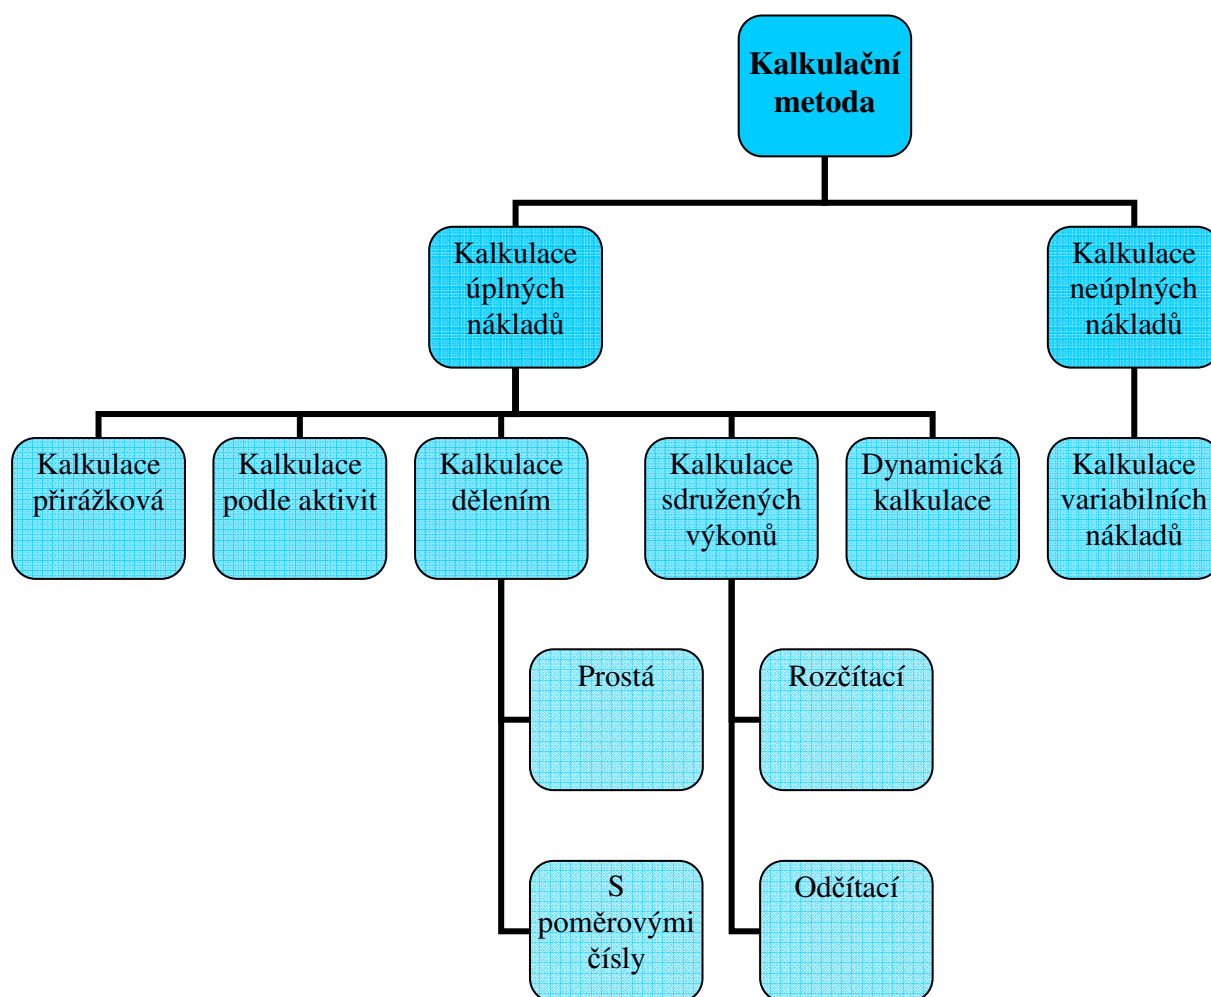 Kalkulační
metoda
Kalkulace
úplných
nákladů
Kalkulace
neúplných
nákladů
Kalkulace
přirážková
Kalkulace
podle aktivit
Kalkulace
dělením
Kalkulace
sdružených
výkonů
Dynamická
kalkulace
Kalkulace
variabilních
nákladů
Prostá
Rozčítací
S
poměrovými
čísly
Odčítací